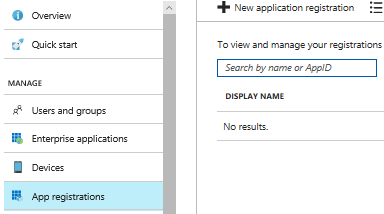 Overview
Quick start
MANAGE
Users and groups
Enterprise applications
Devices
App registrations
New application registration
To view and manage your registrations
Search by name or AppID
DISPLAY NAME
No results.